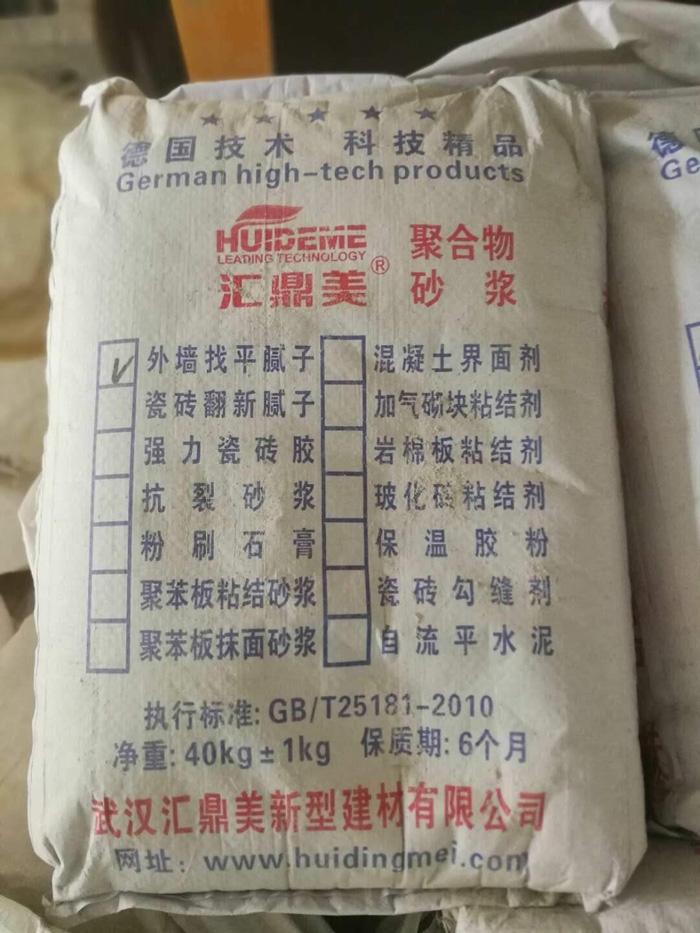 德国技术 科技精品
German high-tech products
HUIDEME
LEADING TECHNOLOGY
汇鼎美®
聚合物
砂浆
外墙找平腻子
混凝土界面剂
瓷砖翻新腻子
加气砌块粘结剂
强力瓷砖胶
岩棉板粘结剂
抗裂砂浆
玻化砖粘结剂
粉刷石膏
保温胶粉
聚苯板粘结砂浆
瓷砖勾缝剂
聚苯板抹面砂浆
自流平水泥
执行标准: GB/T25181-2010
净重: 40kg±1kg 保质期: 6个月
武汉汇鼎美新型建材有限公司
网址: www.huidingmei.com
德
Ge